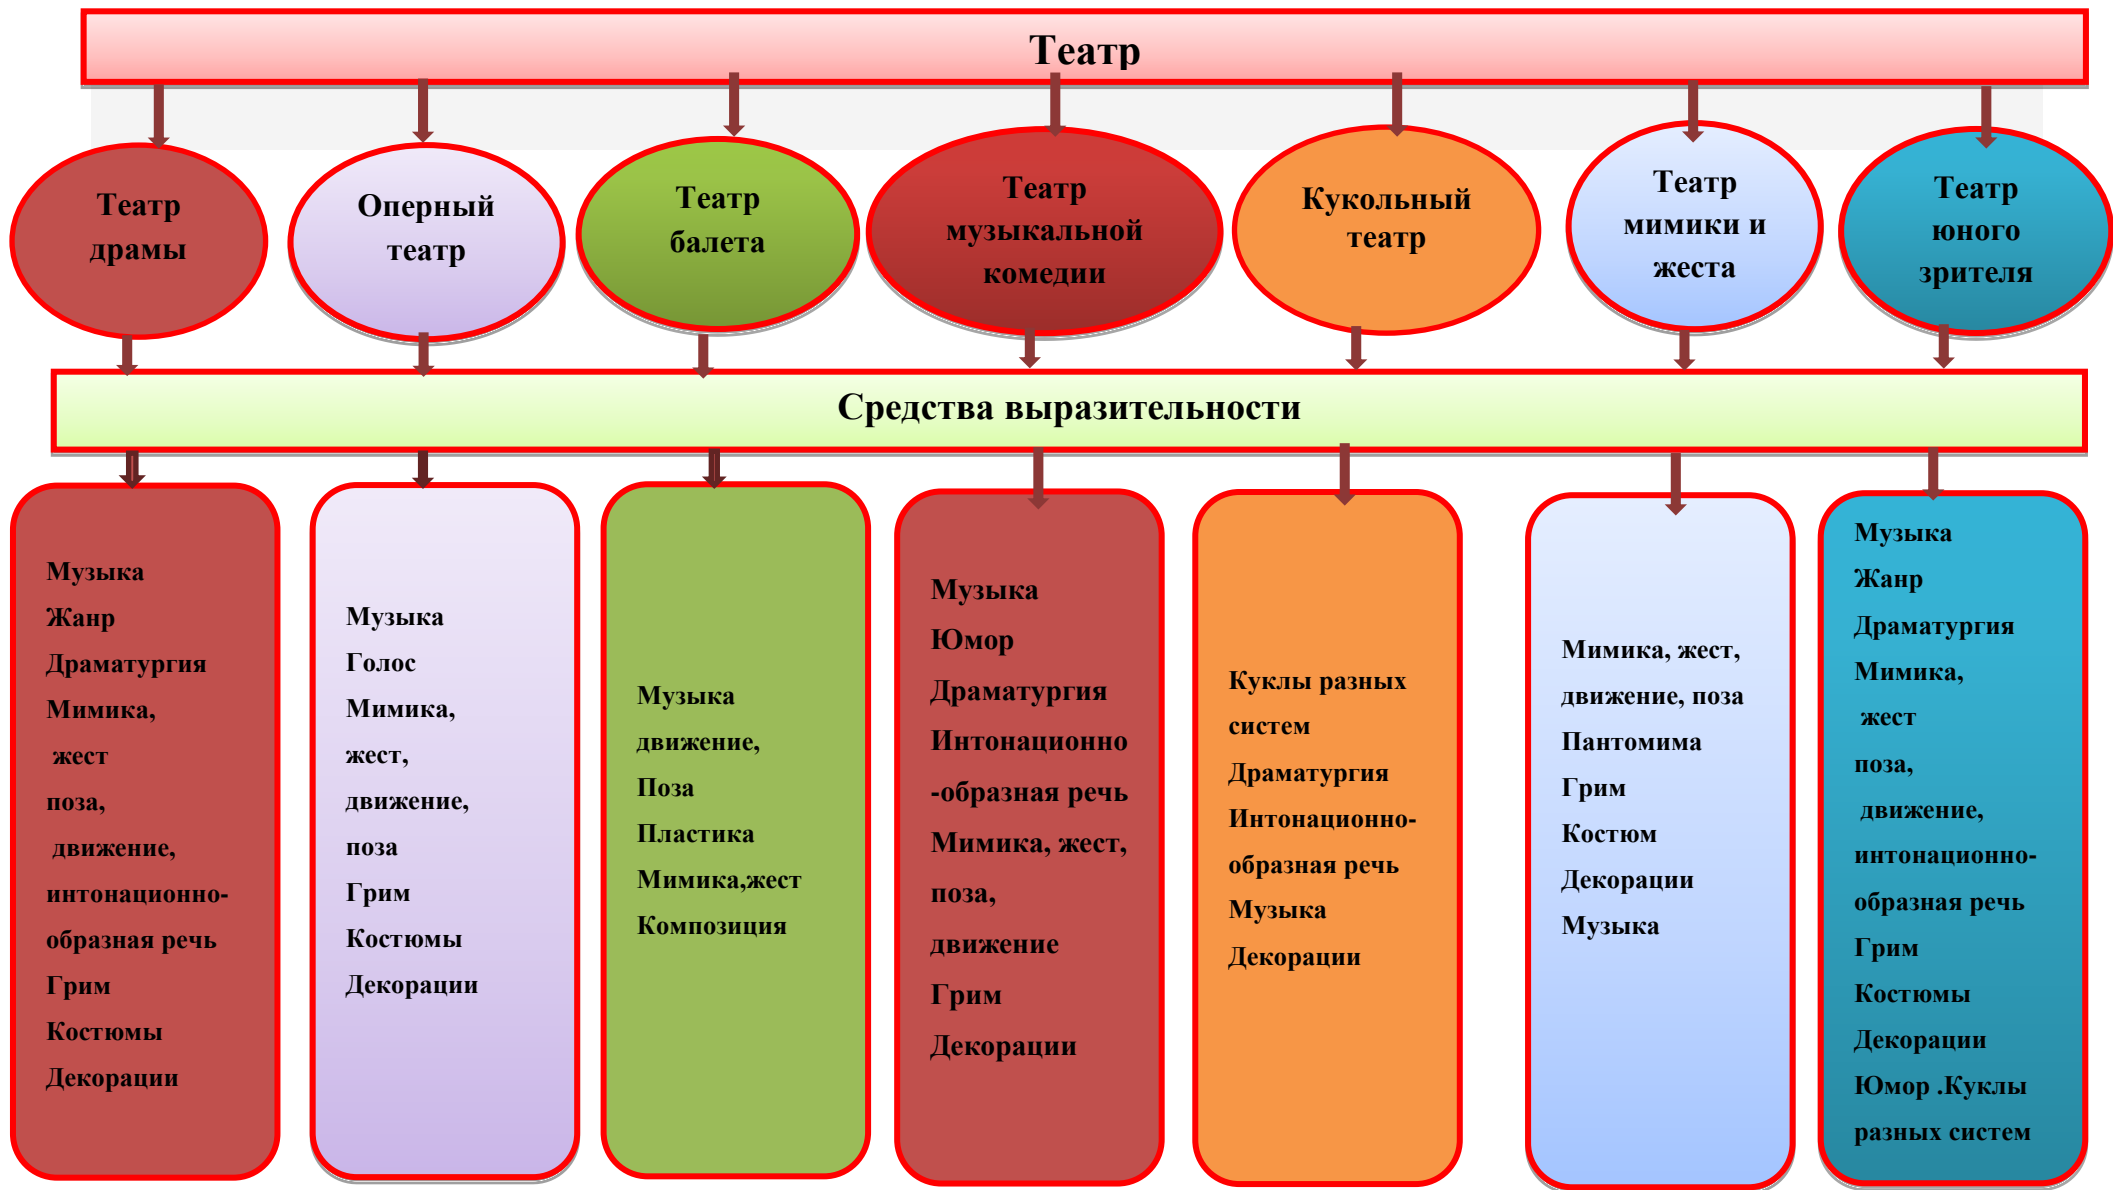 Театр
Театр
драмы
Оперный
театр
Театр
балета
Театр
музыкальной
комедии
Кукольный
театр
Театр
мимики и
жеста
Театр
юного
зрителя
Средства выразительности
Музыка
Жанр
Драматургия
Мимика,
жест
поза,
движение,
интонационно-
образная речь
Грим
Костюмы
Декорации
Музыка
Голос
Мимика,
жест,
движение,
поза
Грим
Костюмы
Декорации
Музыка
движение,
Поза
Пластика
Мимика,жест
Композиция
Музыка
Юмор
Драматургия
Интонационно
-образная речь
Мимика, жест,
поза,
движение
Грим
Декорации
Куклы разных
систем
Драматургия
Интонационно-
образная речь
Музыка
Декорации
Мимика, жест,
движение, поза
Пантомима
Грим
Костюм
Декорации
Музыка
Музыка
Жанр
Драматургия
Мимика,
жест
поза,
движение,
интонационно-
образная речь
Грим
Костюмы
Декорации
Юмор .Куклы
разных систем